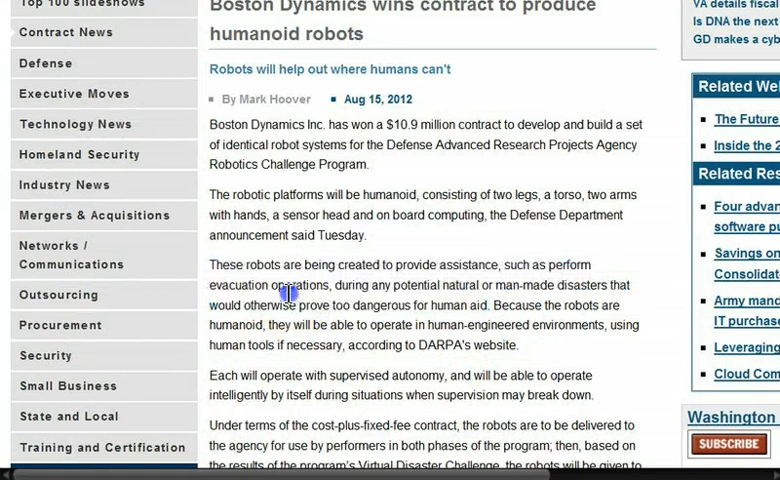 Top 100 slideshows
Contract News
Defense
Executive Moves
Technology News
Homeland Security
Industry News
Mergers & Acquisitions
Networks /
Communications
Outsourcing
Procurement
Security
Small Business
State and Local
Training and Certification
Boston Dynamics wins contract to produce
humanoid robots
Robots will help out where humans can't
By Mark Hoover Aug 15, 2012
Boston Dynamics Inc. has won a $10.9 million contract to develop and build a set
of identical robot systems for the Defense Advanced Research Projects Agency
Robotics Challenge Program.
The robotic platforms will be humanoid, consisting of two legs, a torso, two arms
with hands, a sensor head and on board computing, the Defense Department
announcement said Tuesday.
These robots are being created to provide assistance, such as perform
evacuation operations, during any potential natural or man-made disasters that
would otherwise prove too dangerous for human aid. Because the robots are
humanoid, they will be able to operate in human-engineered environments, using
human tools if necessary, according to DARPA's website.
Each will operate with supervised autonomy, and will be able to operate
intelligently by itself during situations when supervision may break down.
Under terms of the cost-plus-fixed-fee contract, the robots are to be delivered to
the agency for use by performers in both phases of the program; then, based on
the results of the program's Virtual Disaster Challenge, the robots will be given to
VA details fiscal
Is DNA the next
GD makes a cyb
Related We
The Future
Inside the 2
Related Res
Four advan
software pu
Savings on
Consolidat
Army mand
IT purchase
Leveraging
Cloud Com
Washington
SUBSCRIBE